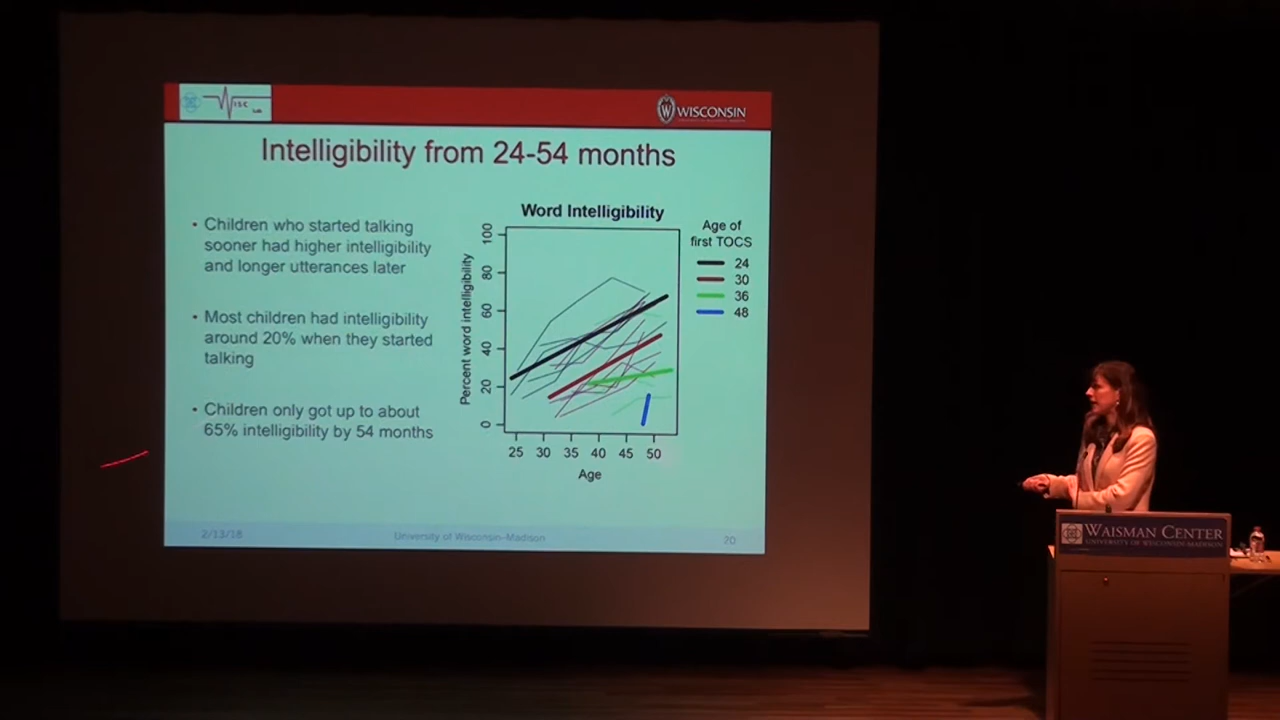 ISC
Lab
WISCONSIN
Intelligibility from 24-54 months
• Children who started talking
sooner had higher intelligibility
and longer utterances later
• Most children had intelligibility
around 20% when they started
talking
• Children only got up to about
65% intelligibility by 54 months
Word Intelligibility
Percent word intelligibility
100
80
60
40
20
0
25 30 35 40 45 50
Age
Age of
first TOCS
24
30
36
48
2/13/18
University of Wisconsin-Madison
20
WAISMAN CENTER
UNIVERSITY OF WISCONSIN-MADISON